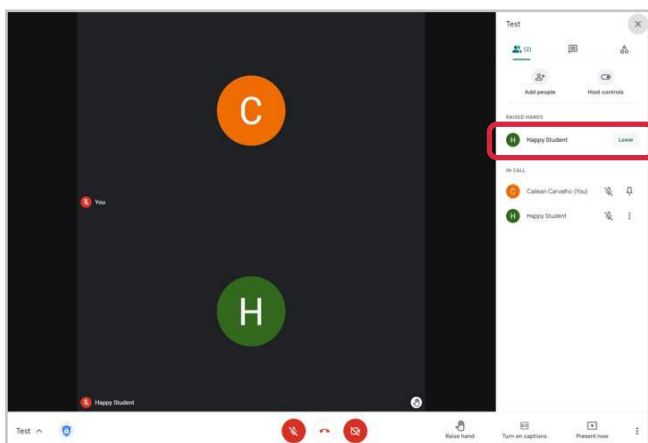 Test
(2)
Add people
Host controls
RAISED HANDS
H
Happy Student
Lower
IN CALL
C
Cailean Carvalho (You)
H
Happy Student
C
You
H
Happy Student
Test
Raise hand
Turn on captions
Present now